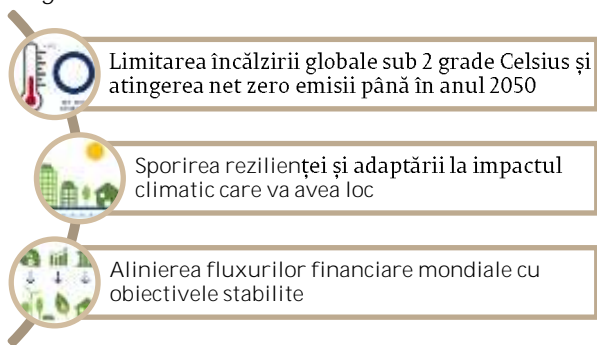 Limitarea încălzirii globale sub 2 grade Celsius și
atingerea net zero emisii până în anul 2050
Sporirea rezilienței și adaptării la impactul
climatic care va avea loc
Alinierea fluxurilor financiare mondiale cu
obiectivele stabilite